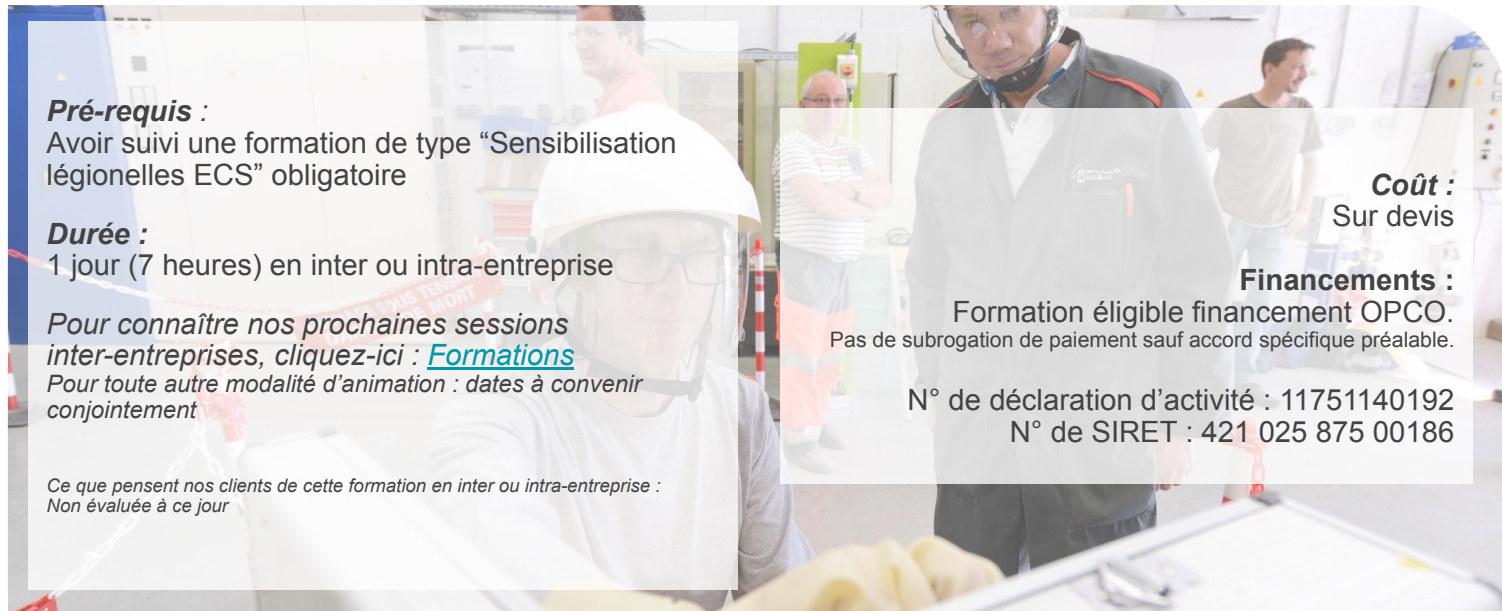 Pré-requis :
Avoir suivi une formation de type “Sensibilisation
légionelles ECS” obligatoire
Durée :
1 jour (7 heures) en inter ou intra-entreprise
Pour connaître nos prochaines sessions
inter-entreprises, cliquez-ici : Formations
Pour toute autre modalité d’animation : dates à convenir
conjointement
Ce que pensent nos clients de cette formation en inter ou intra-entreprise :
Non évaluée à ce jour
Coût :
Sur devis
Financements :
Formation éligible financement OPCO.
Pas de subrogation de paiement sauf accord spécifique préalable.
N° de déclaration d’activité : 11751140192
N° de SIRET : 421 025 875 00186
SOUS TENSION
DE MORT